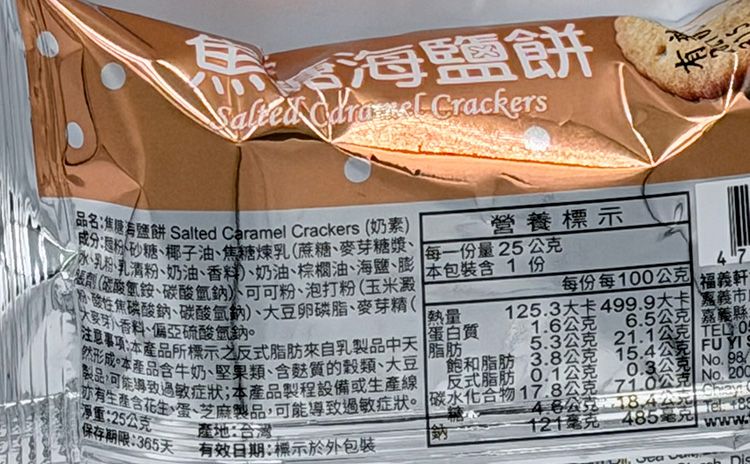 焦糖海鹽餅
Salted Caramel Crackers
品名:焦糖海鹽餅 Salted Caramel Crackers (奶素)
成分:麵粉、砂糖、椰子油、焦糖煉乳(蔗糖、麥芽糖漿、
水、乳粉、乳清粉、奶油、香料)、奶油、棕櫚油、海鹽、膨
脹劑(碳酸氫銨、碳酸氫鈉)、可可粉、泡打粉(玉米澱
粉、酸性焦磷酸鈉、碳酸氫鈉)、大豆卵磷脂、麥芽精(
大麥芽)、香料、偏亞硫酸氫鈉。
注意事項:本產品所標示之反式脂肪來自乳製品中天
然形成。本產品含牛奶、堅果類、含麩質的穀類、大豆
製品,可能導致過敏症狀;本產品製程設備或生產線
亦有生產含花生、蛋、芝麻製品,可能導致過敏症狀。
淨重:25公克 產地:台灣
保存期限:365天 有效日期:標示於外包裝
營養標示
每一份量 25 公克
本包裝含 1 份
每份 每100公克
熱量 125.3大卡 499.9大卡
蛋白質 1.6公克 6.5公克
脂肪 5.3公克 21.1公克
飽和脂肪 3.8公克 15.4公克
反式脂肪 0.1公克 0.3公克
碳水化合物 17.8公克 71.0公克
糖 4.6公克 18.4公克
鈉 121毫克 485毫克
4 7
福義軒
嘉義市
嘉義縣
TEL: 0
FU YI S
No. 98,
No. 200
www.